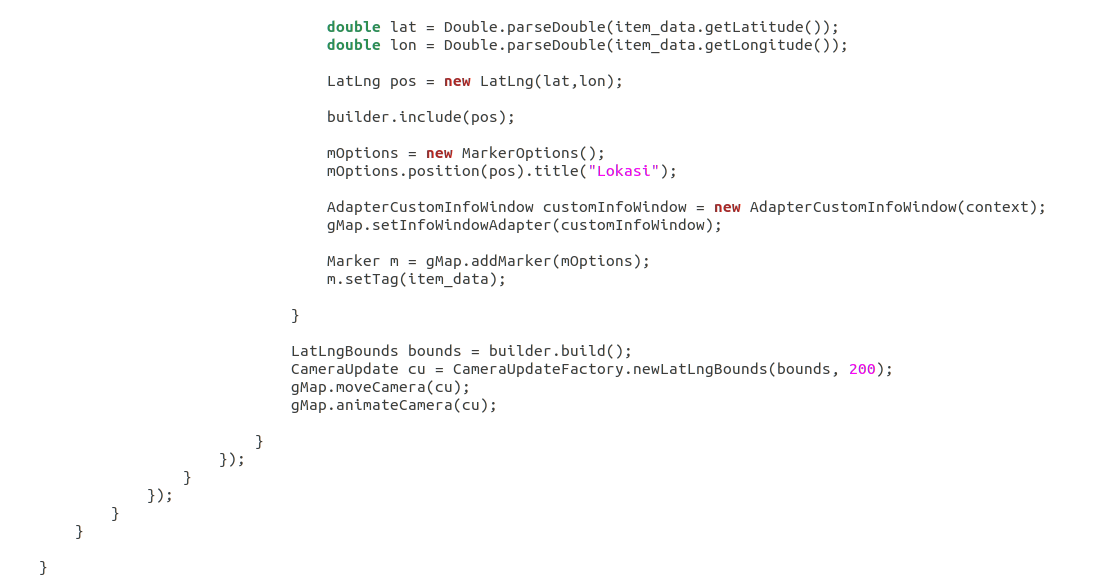 double lat = Double.parseDouble(item_data.getLatitude());
double lon = Double.parseDouble(item_data.getLongitude());
LatLng pos = new LatLng(lat,lon);
builder.include(pos);
mOptions = new MarkerOptions();
mOptions.position(pos).title("Lokasi");
AdapterCustomInfoWindow customInfoWindow = new AdapterCustomInfoWindow(context);
gMap.setInfoWindowAdapter(customInfoWindow);
Marker m = gMap.addMarker(mOptions);
m.setTag(item_data);
}
LatLngBounds bounds = builder.build();
CameraUpdate cu = CameraUpdateFactory.newLatLngBounds(bounds, 200);
gMap.moveCamera(cu);
gMap.animateCamera(cu);
}
});
}
});
}
}
}